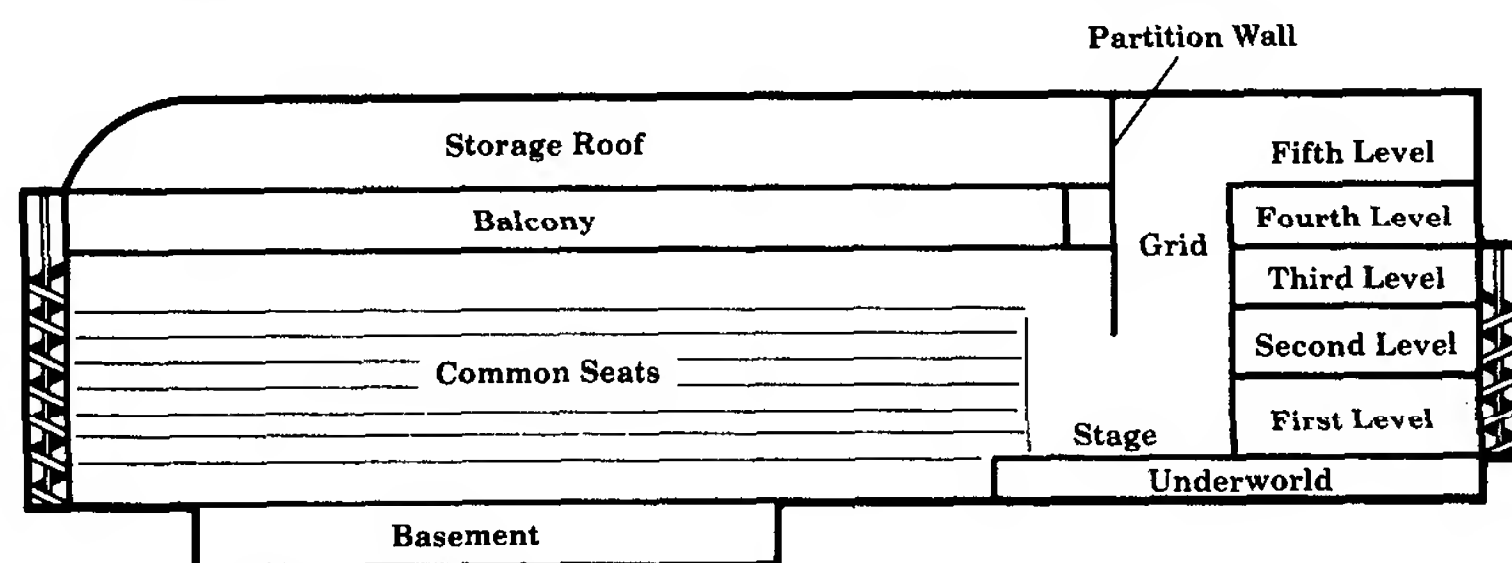 Partition Wall
Storage Roof
Fifth Level
Balcony
Fourth Level
Grid
Third Level
Second Level
Common Seats
First Level
Stage
Underworld
Basement